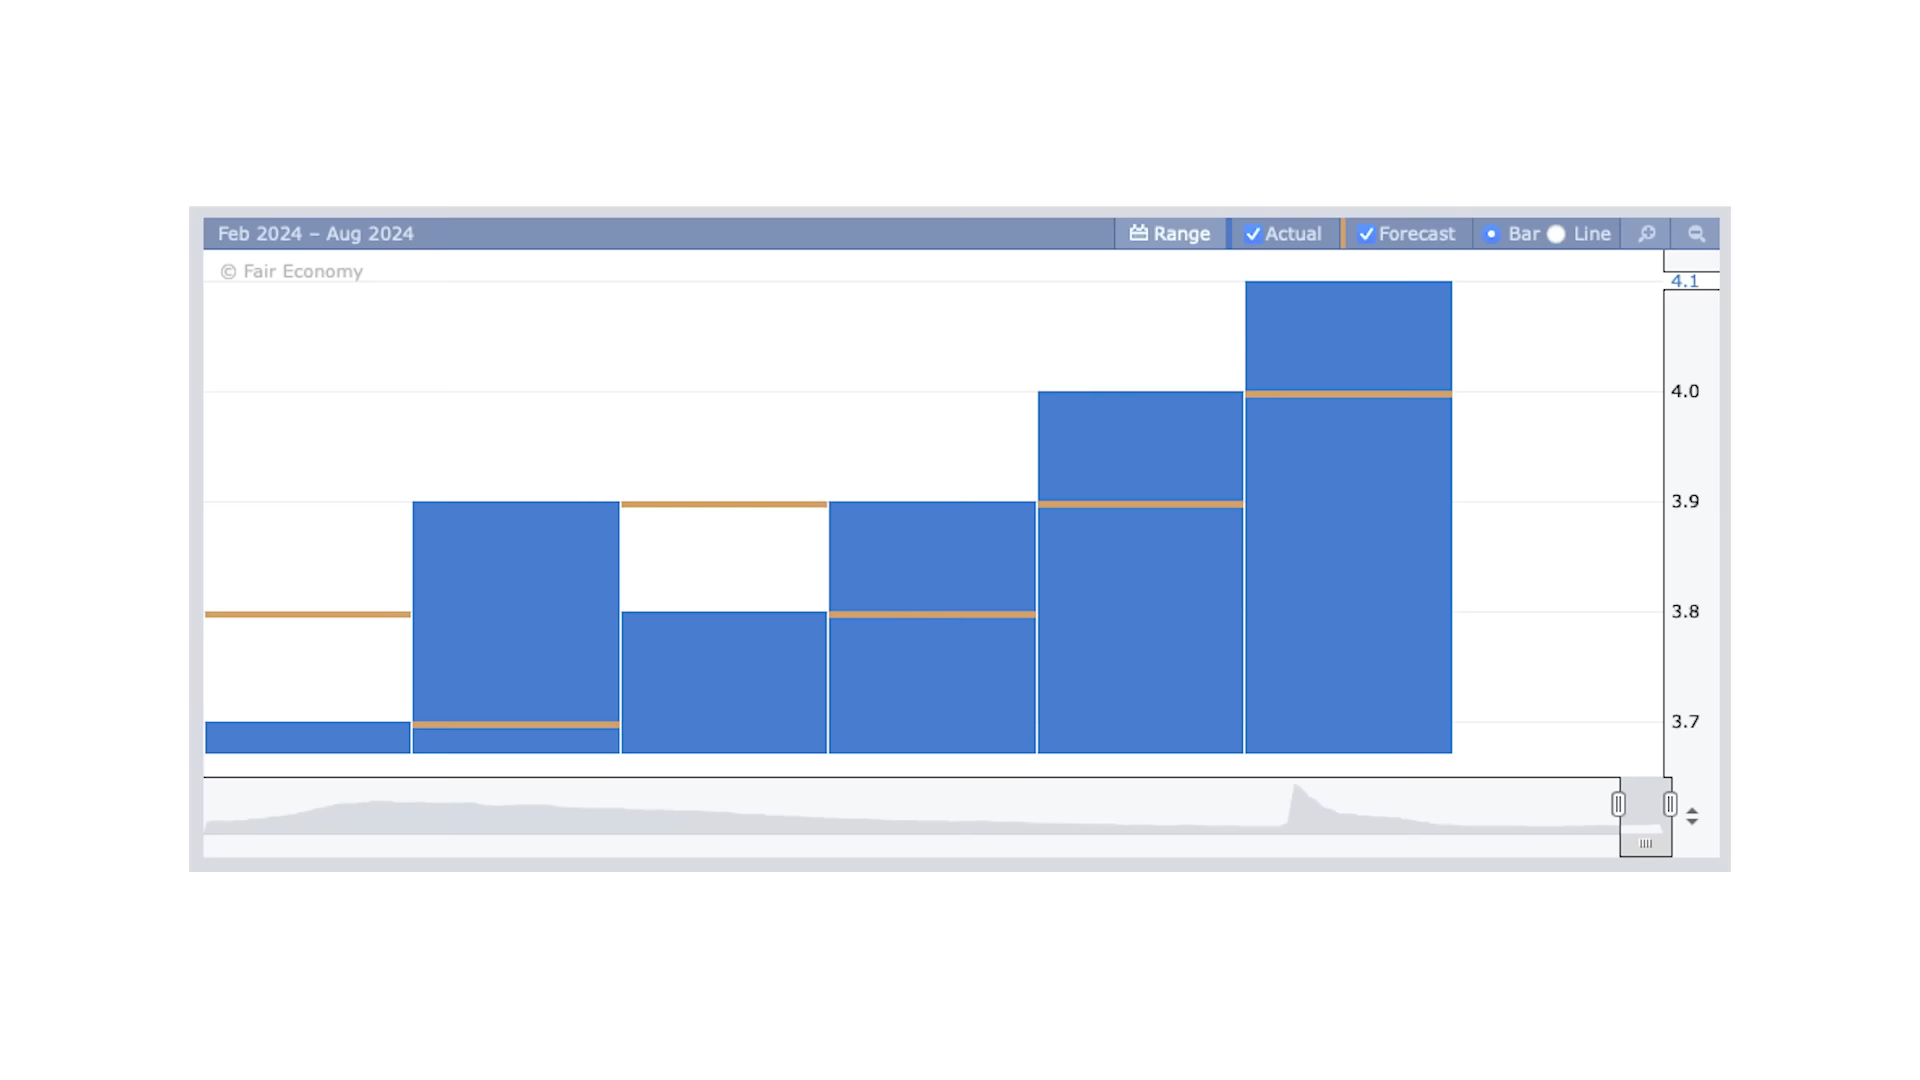 Feb 2024 – Aug 2024 Range Actual Forecast Bar Line
© Fair Economy
4.1
4.0
3.9
3.8
3.7